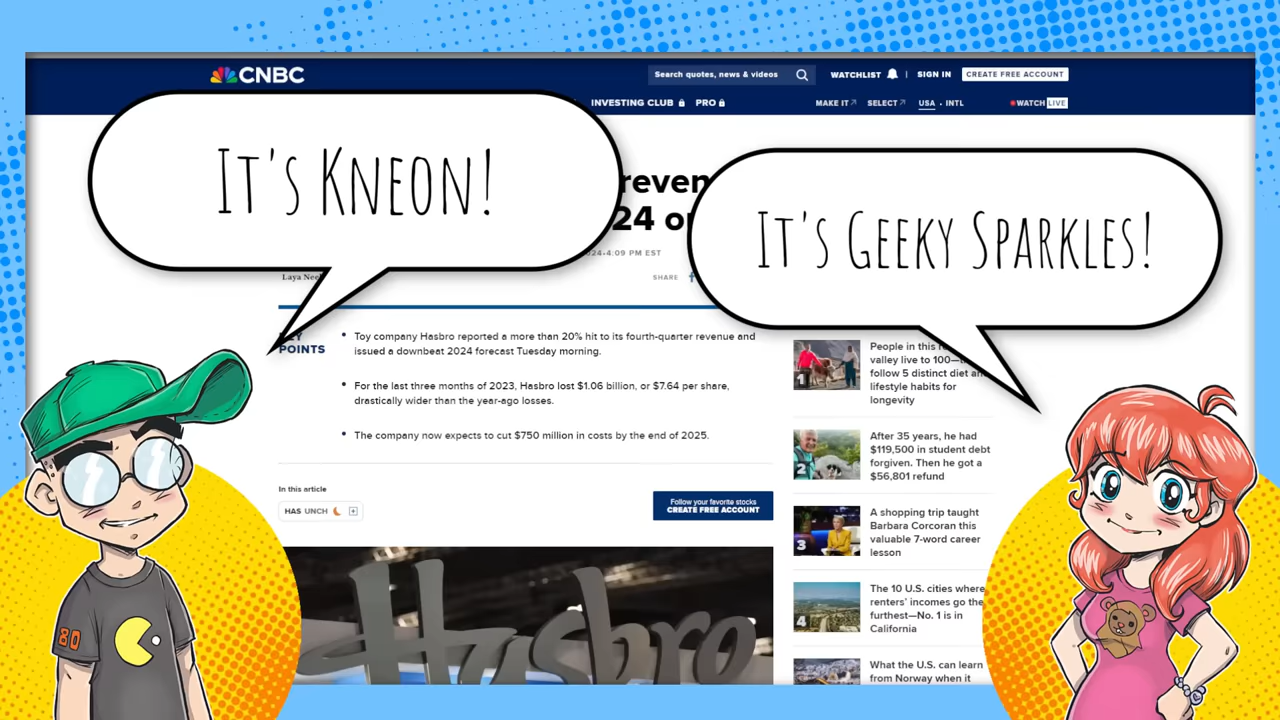 CNBC
Search quotes, news & videos
WATCHLIST
SIGN IN
CREATE FREE ACCOUNT
INVESTING CLUB
PRO
MAKE IT
SELECT
USA
INTL
WATCH LIVE
It's Kneon!
It's Geeky Sparkles!
24
4:09 PM EST
Laya
SHARE
POINTS
Toy company Hasbro reported a more than 20% hit to its fourth-quarter revenue and
issued a downbeat 2024 forecast Tuesday morning.
For the last three months of 2023, Hasbro lost $1.06 billion, or $7.64 per share,
drastically wider than the year-ago losses.
The company now expects to cut $750 million in costs by the end of 2025.
In this article
HAS UNCH
Follow your favorite stocks
CREATE FREE ACCOUNT
Hasbro
1
People in this
valley live to 100—
follow 5 distinct diet
lifestyle habits for
longevity
2
After 35 years, he had
$119,500 in student debt
forgiven. Then he got a
$56,801 refund
3
A shopping trip taught
Barbara Corcoran this
valuable 7-word career
lesson
4
The 10 U.S. cities where
renters' incomes go the
furthest—No. 1 is in
California
What the U.S. can learn
from Norway when it
80